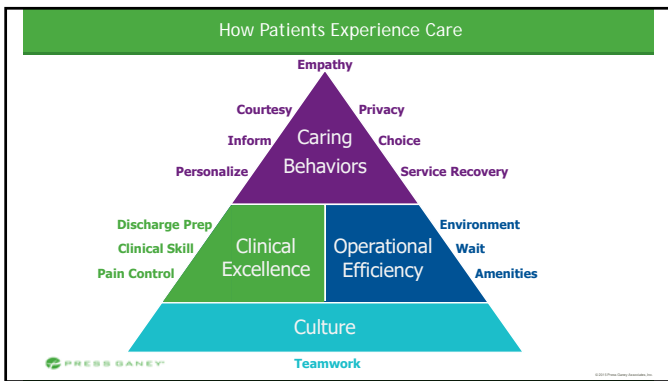 How Patients Experience Care
Empathy
Courtesy
Privacy
Inform
Choice
Personalize
Service Recovery
Caring
Behaviors
Discharge Prep
Clinical Skill
Pain Control
Clinical
Excellence
Operational
Efficiency
Environment
Wait
Amenities
Culture
Teamwork
PRESS GANEY®